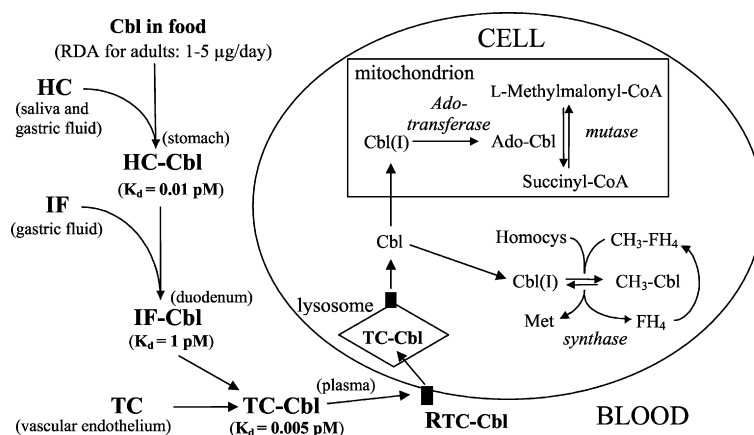 Cbl in food
(RDA for adults: 1-5 μg/day)
HC
(saliva and
gastric fluid)
(stomach)
HC-Cbl
(Kd = 0.01 pM)
IF
(gastric fluid)
(duodenum)
IF-Cbl
(Kd = 1 pM)
TC
(vascular endothelium)
TC-Cbl
(Kd = 0.005 pM)
(plasma)
RTC-Cbl
BLOOD
CELL
mitochondrion
Ado-
transferase
Cbl(I)
Ado-Cbl
L-Methylmalonyl-CoA
mutase
Succinyl-CoA
Cbl
lysosome
TC-Cbl
Homocys
CH3-FH4
Cbl(I)
CH3-Cbl
Met
FH4
synthase